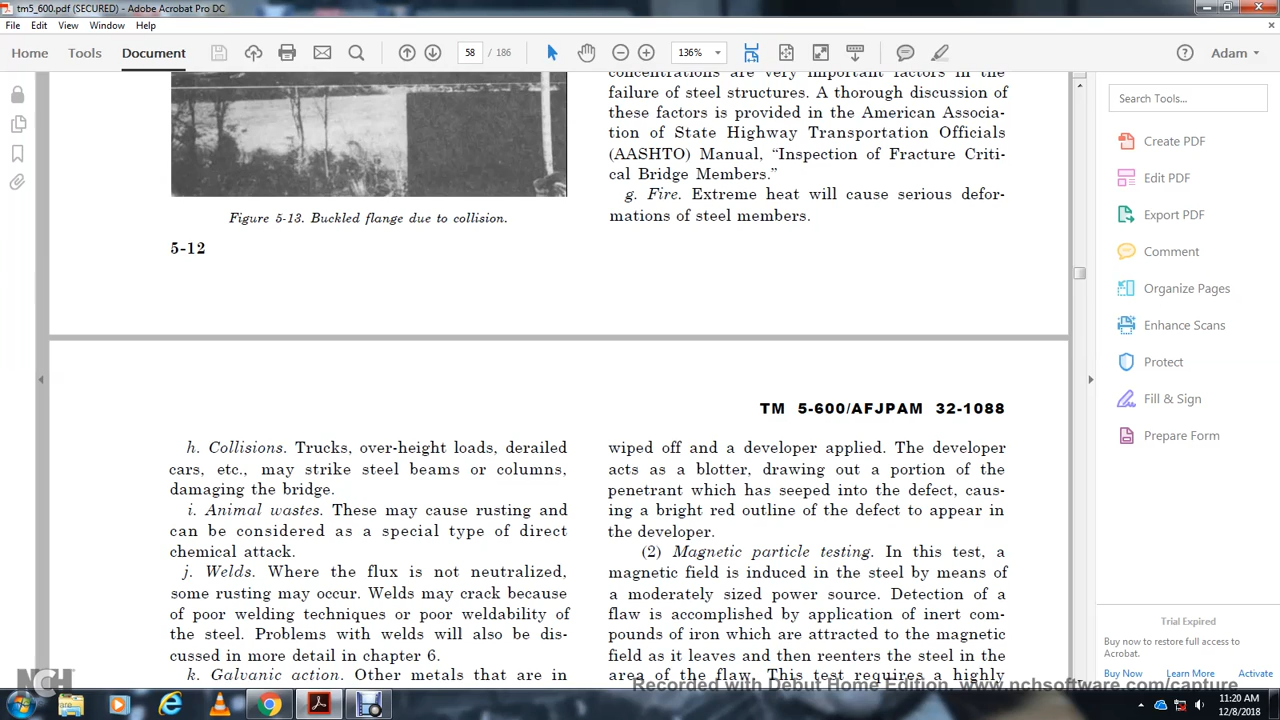 tm5_600.pdf (SECURED) - Adobe Acrobat Pro DC
File Edit View Window Help
Home Tools Document 58 / 186 136% Adam
concentrations are very important factors in the
failure of steel structures. A thorough discussion of
these factors is provided in the American Associa-
tion of State Highway Transportation Officials
(AASHTO) Manual, “Inspection of Fracture Criti-
cal Bridge Members.”
g. Fire. Extreme heat will cause serious defor-
mations of steel members.
Figure 5-13. Buckled flange due to collision.
5-12
TM 5-600/AFJPAM 32-1088
h. Collisions. Trucks, over-height loads, derailed
cars, etc., may strike steel beams or columns,
damaging the bridge.
i. Animal wastes. These may cause rusting and
can be considered as a special type of direct
chemical attack.
j. Welds. Where the flux is not neutralized,
some rusting may occur. Welds may crack because
of poor welding techniques or poor weldability of
the steel. Problems with welds will also be dis-
cussed in more detail in chapter 6.
k. Galvanic action. Other metals that are in
wiped off and a developer applied. The developer
acts as a blotter, drawing out a portion of the
penetrant which has seeped into the defect, caus-
ing a bright red outline of the defect to appear in
the developer.
(2) Magnetic particle testing. In this test, a
magnetic field is induced in the steel by means of
a moderately sized power source. Detection of a
flaw is accomplished by application of inert com-
pounds of iron which are attracted to the magnetic
field as it leaves and then reenters the steel in the
area of the flaw. This test requires a highly
Search Tools...
Create PDF
Edit PDF
Export PDF
Comment
Organize Pages
Enhance Scans
Protect
Fill & Sign
Prepare Form
Trial Expired
Buy now to restore full access to
Acrobat.
Buy Now Learn More Activate
NCH
Recorded with Debut Home Edition. www.nchsoftware.com/capture
11:20 AM
12/8/2018